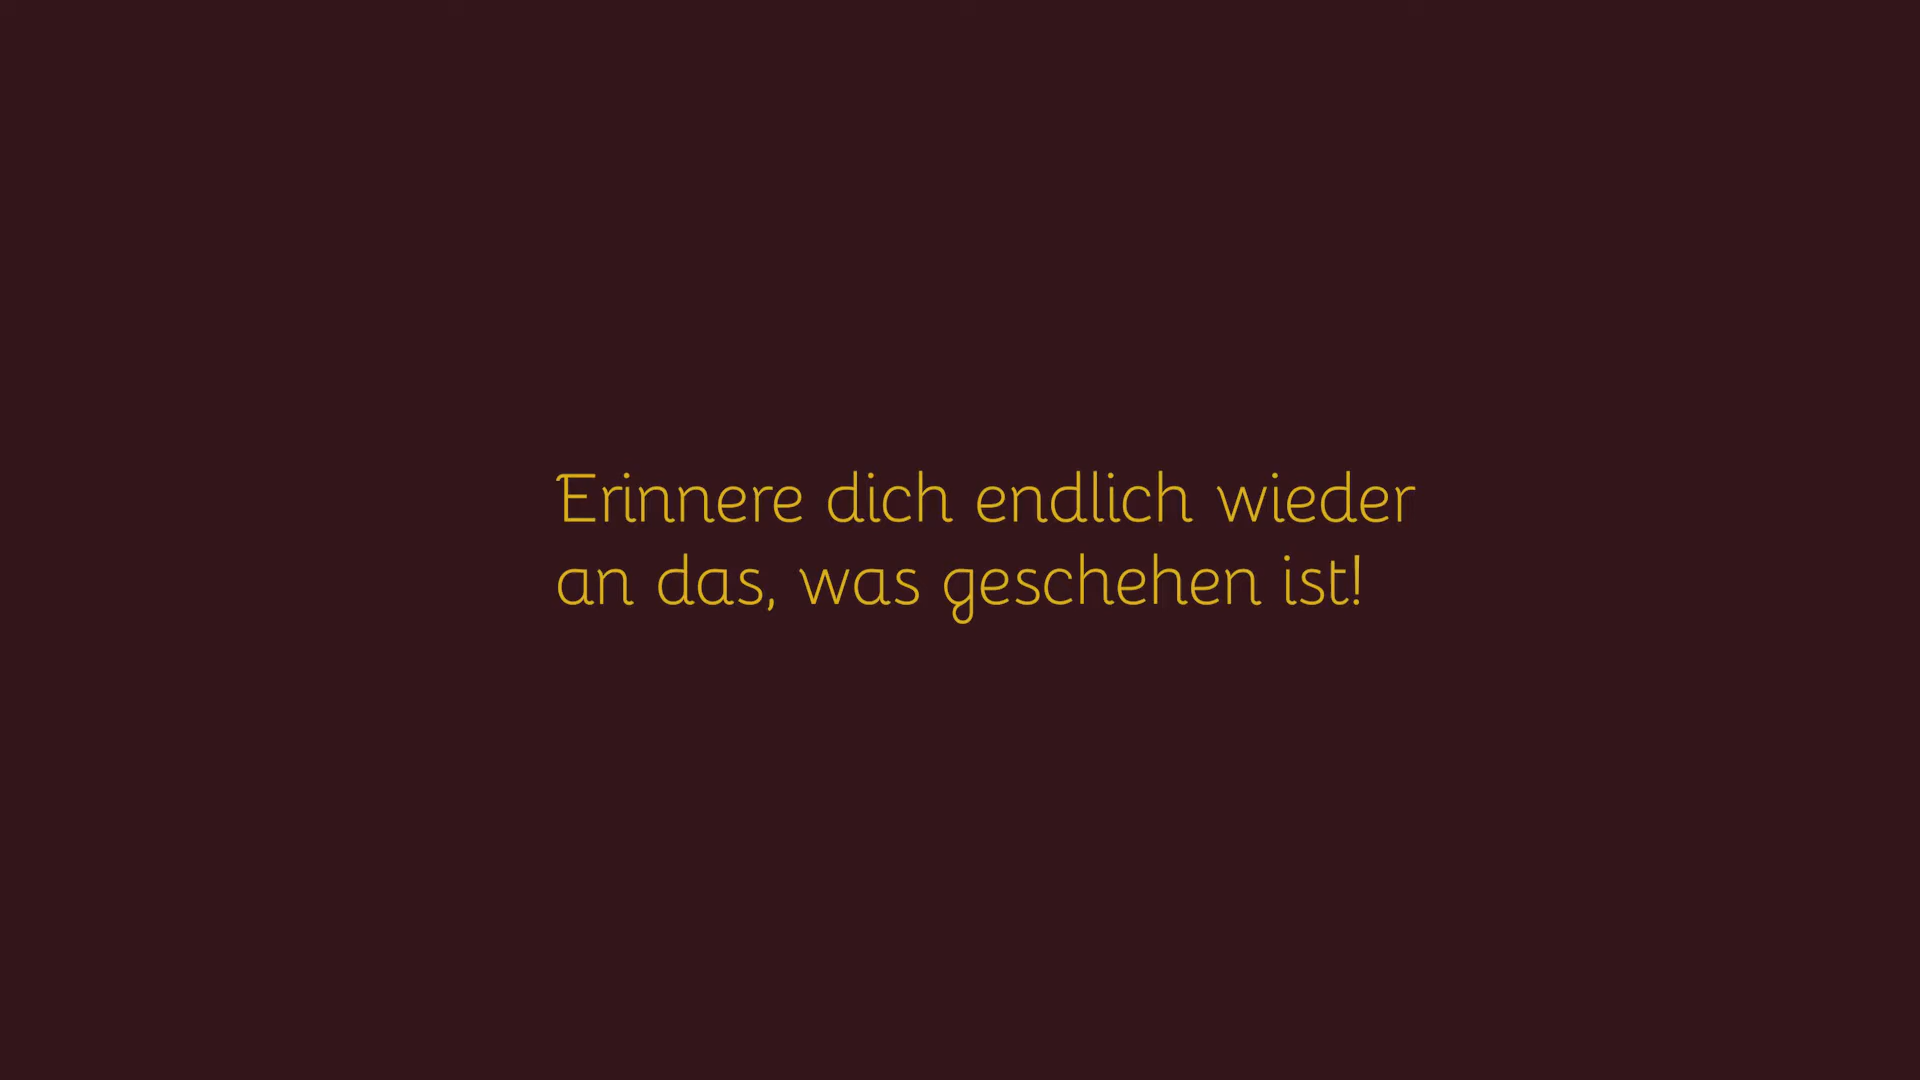 Erinnere dich endlich wieder
an das, was geschehen ist!